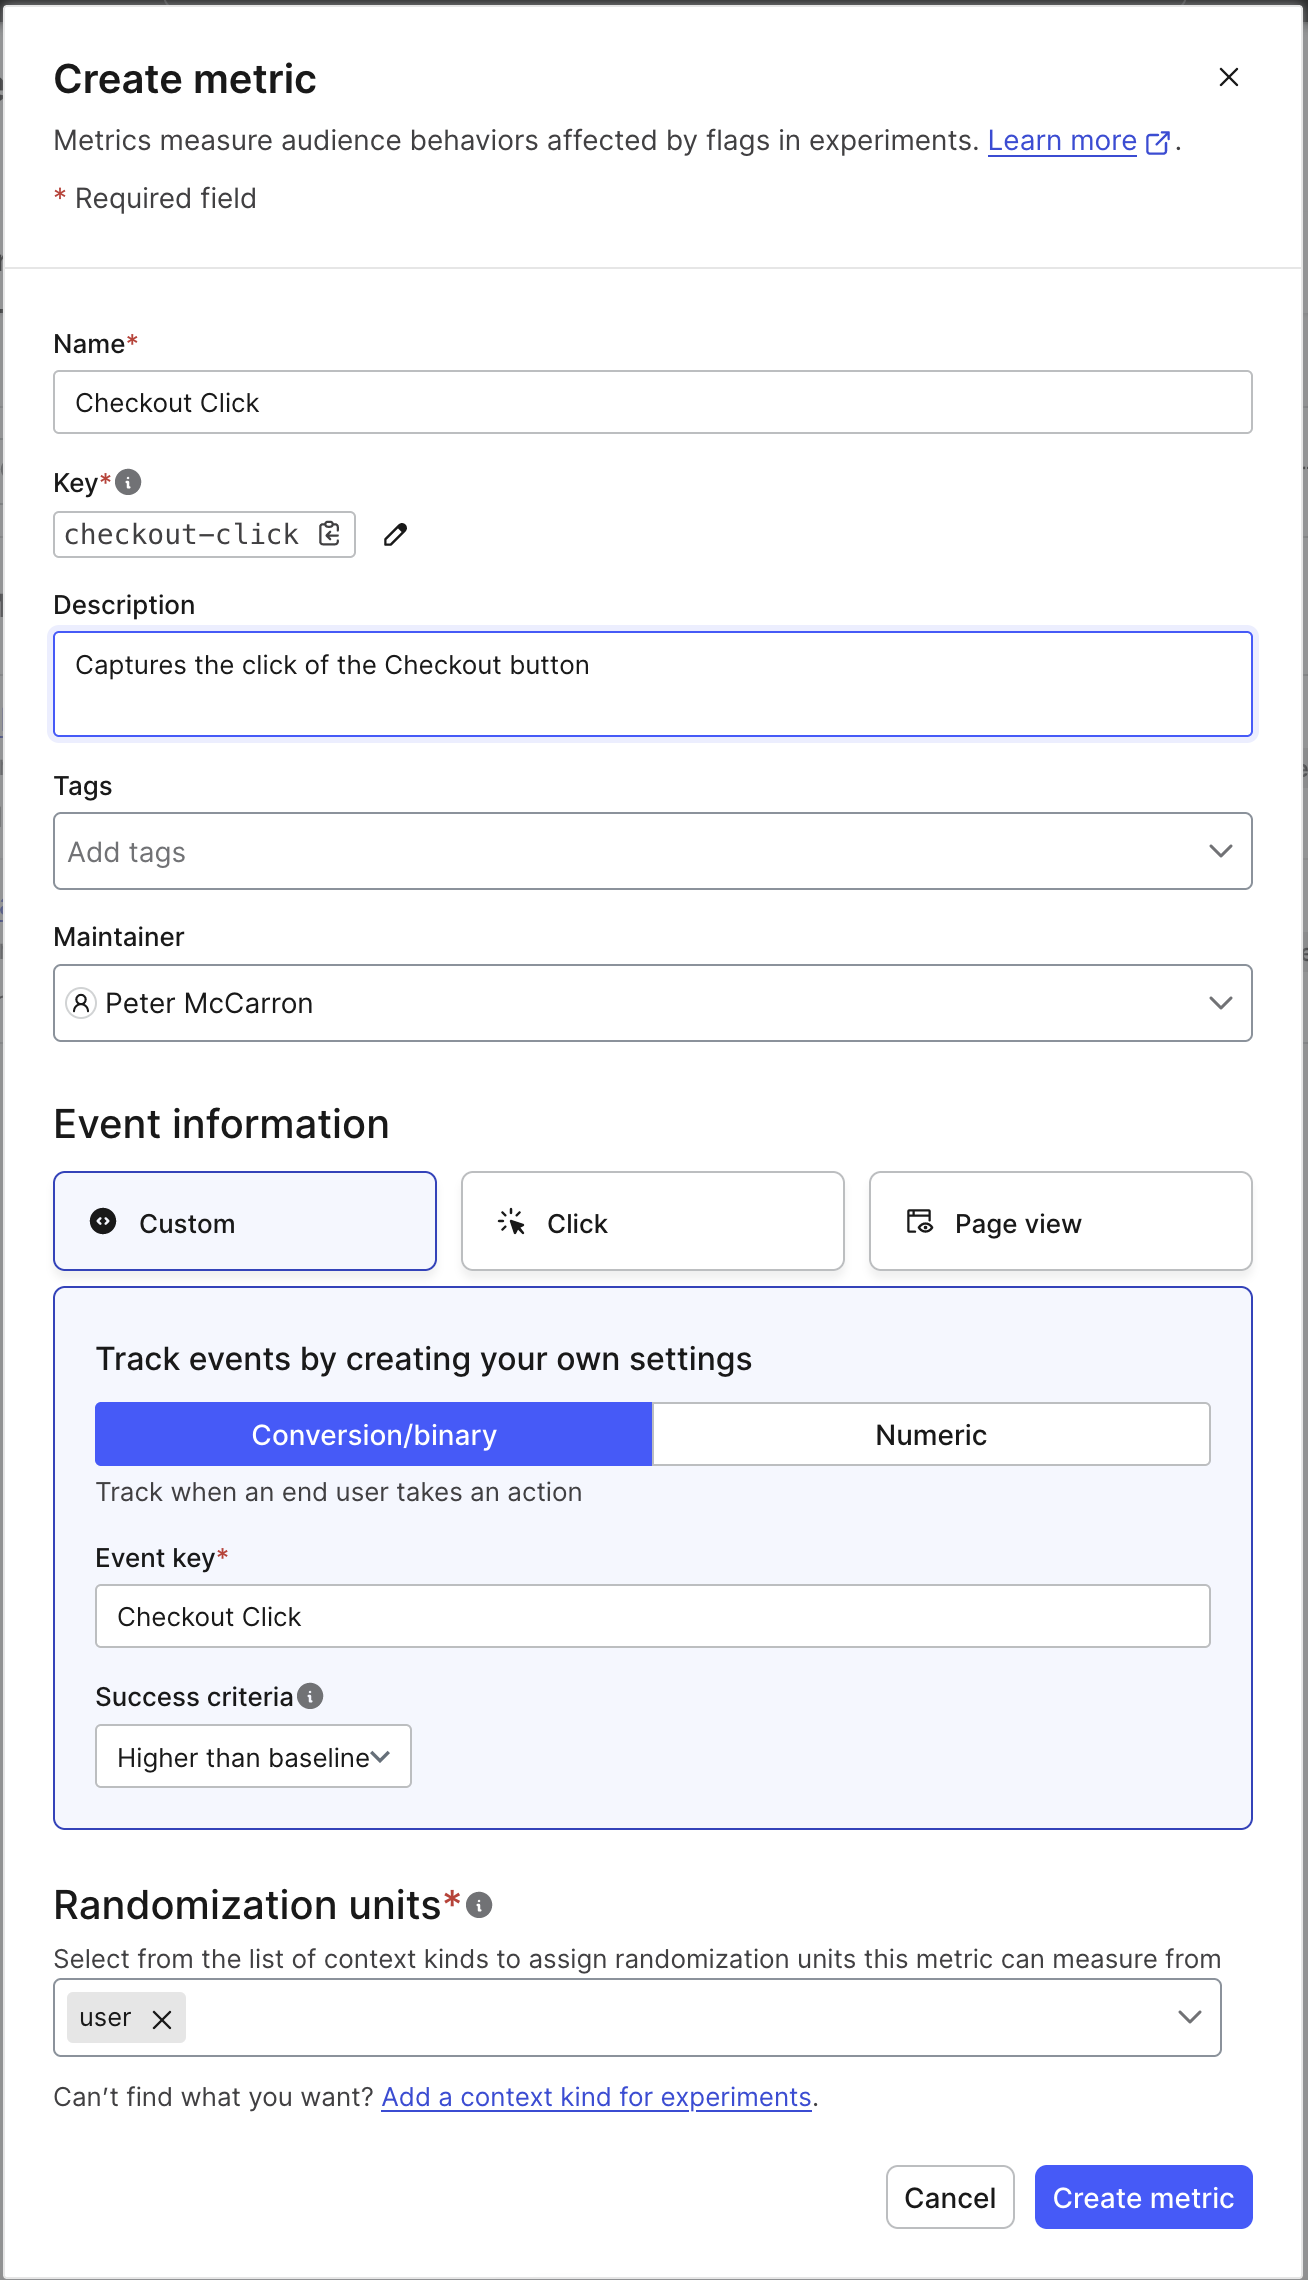 Create metric
Metrics measure audience behaviors affected by flags in experiments. Learn more.
* Required field
Name*
Checkout Click
Key*
checkout-click
Description
Captures the click of the Checkout button
Tags
Add tags
Maintainer
Peter McCarron
Event information
Custom
Click
Page view
Track events by creating your own settings
Conversion/binary
Numeric
Track when an end user takes an action
Event key*
Checkout Click
Success criteria
Higher than baseline
Randomization units*
Select from the list of context kinds to assign randomization units this metric can measure from
user
Can’t find what you want? Add a context kind for experiments.
Cancel
Create metric